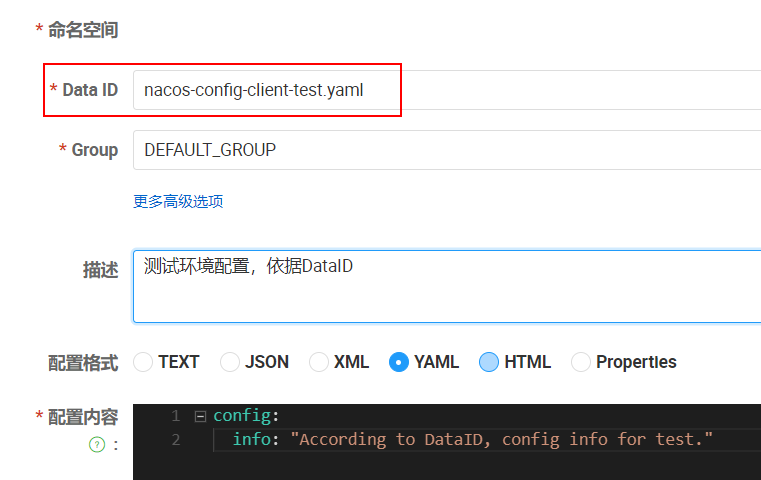 * 命名空间
* Data ID nacos-config-client-test.yaml
* Group DEFAULT_GROUP
更多高级选项
描述 测试环境配置，依据DataID
配置格式 TEXT JSON XML YAML HTML Properties
* 配置内容 1 config:
? : 2 info: "According to DataID, config info for test."